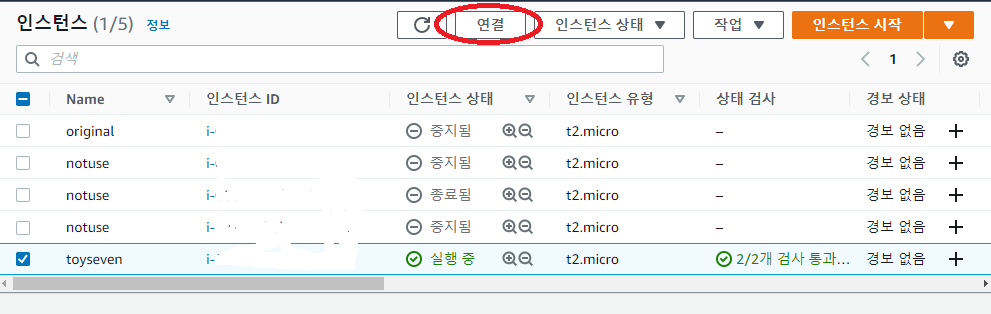 인스턴스 (1/5) 정보 연결 인스턴스 상태 작업 인스턴스 시작
검색 1
Name 인스턴스 ID 인스턴스 상태 인스턴스 유형 상태 검사 경보 상태
original i- 중지됨 t2.micro – 경보 없음
notuse i- 중지됨 t2.micro – 경보 없음
notuse i- 종료됨 t2.micro – 경보 없음
notuse i- 중지됨 t2.micro – 경보 없음
toyseven i- 실행 중 t2.micro 2/2개 검사 통과... 경보 없음